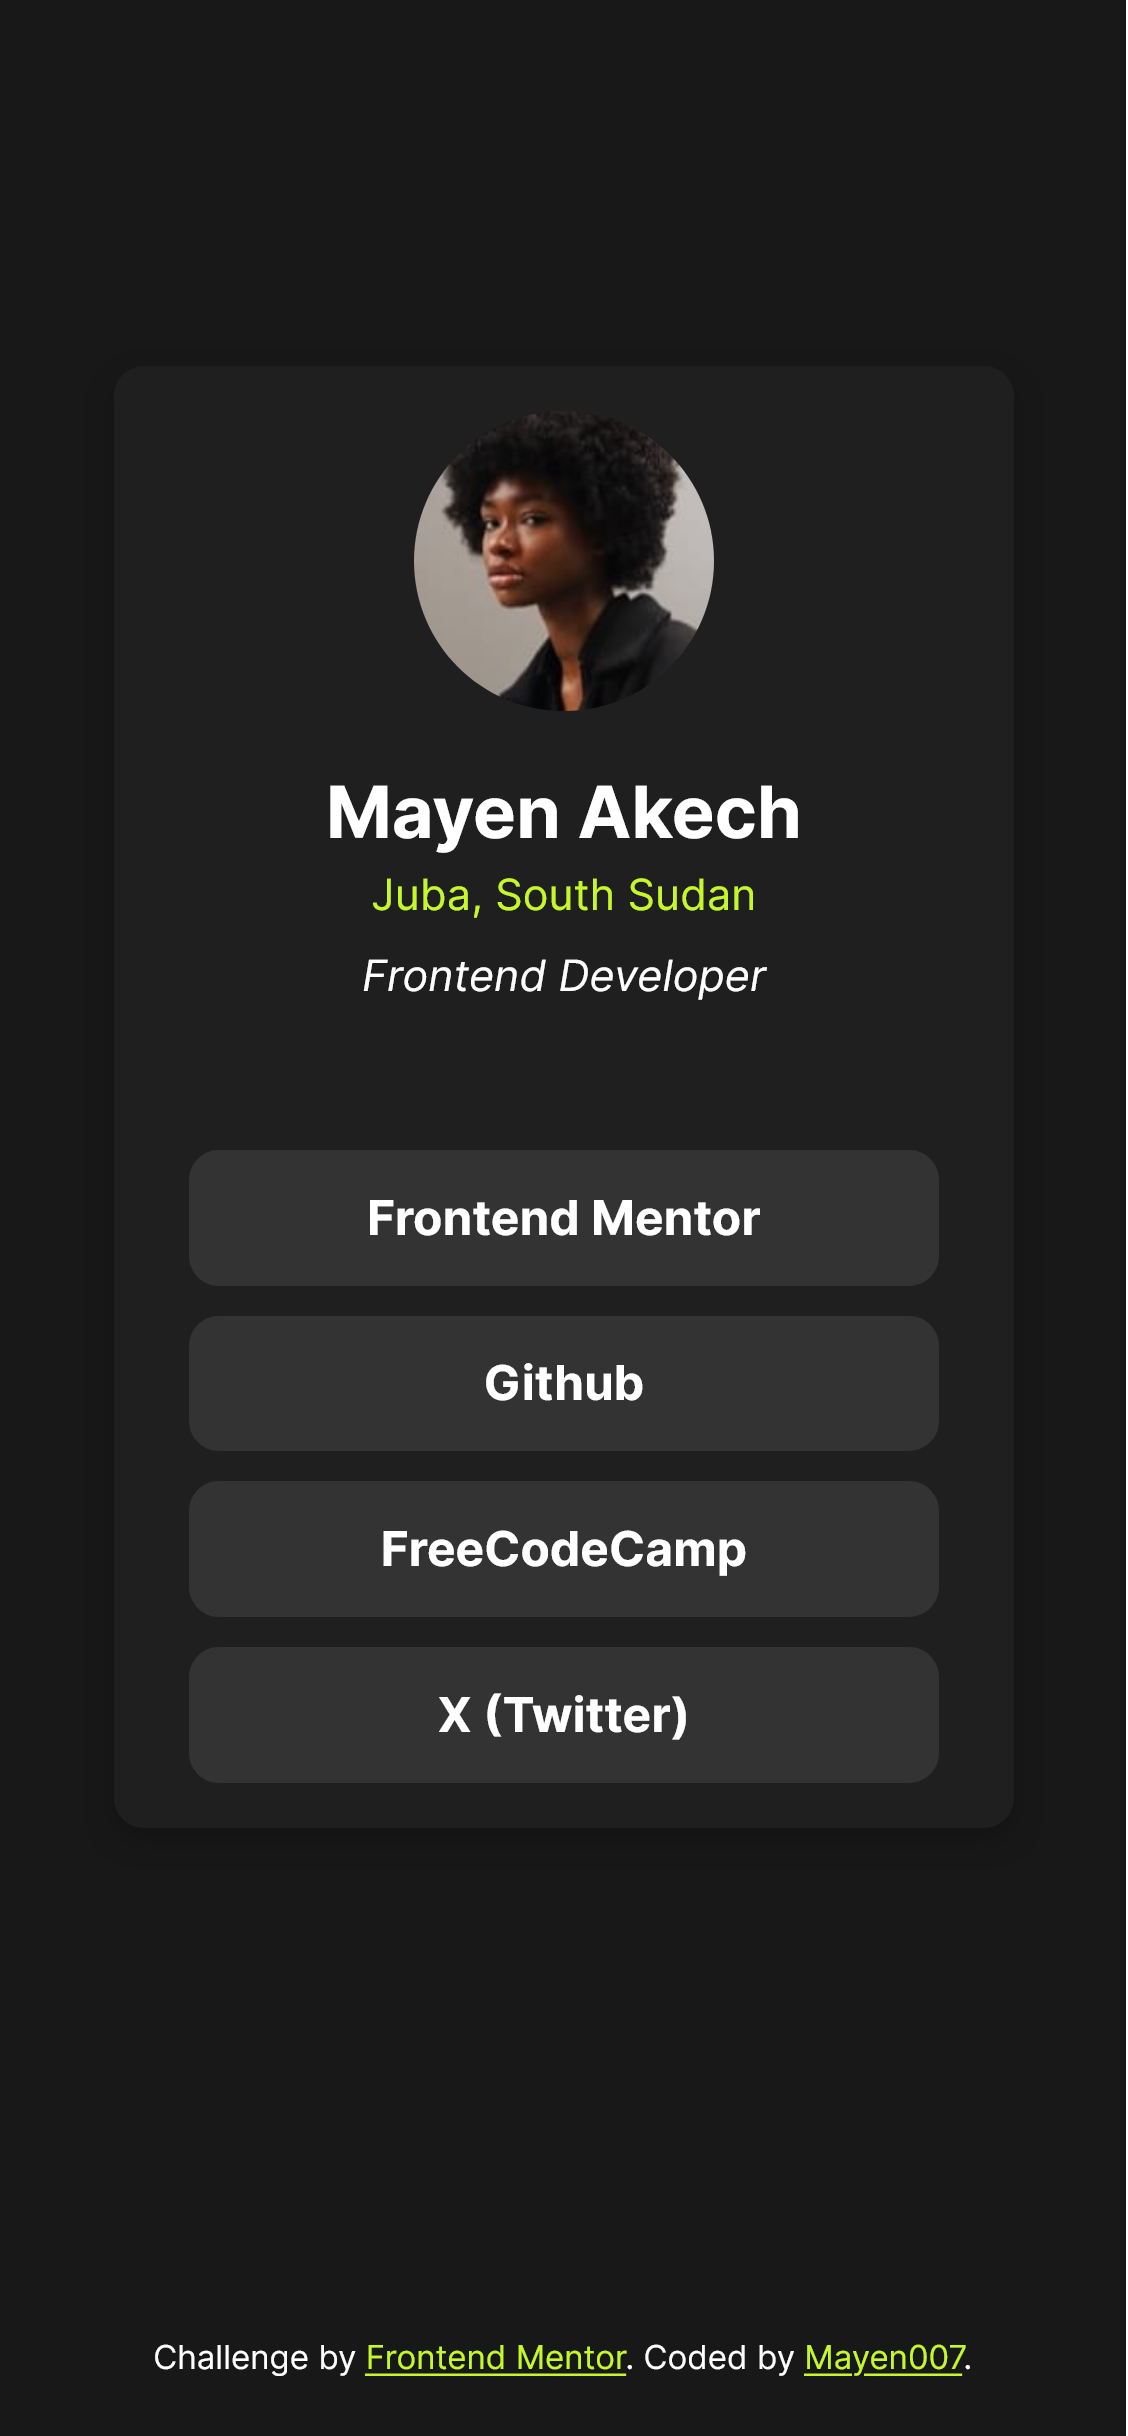 Mayen Akech
Juba, South Sudan
Frontend Developer
Frontend Mentor
Github
FreeCodeCamp
X (Twitter)
Challenge by Frontend Mentor. Coded by Mayen007.